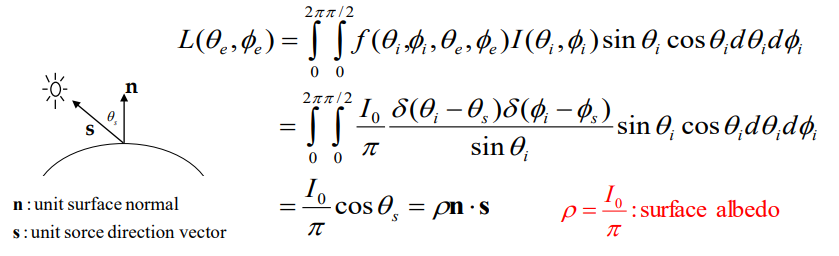 L(θ_e, ϕ_e) = ∫_0^{2π} ∫_0^{π/2} f(θ_i, ϕ_i, θ_e, ϕ_e) I(θ_i, ϕ_i) sin θ_i cos θ_i dθ_i dϕ_i
n
θ_s
s
= ∫_0^{2π} ∫_0^{π/2} I_0/π δ(θ_i − θ_s)δ(ϕ_i − ϕ_s)/sin θ_i sin θ_i cos θ_i dθ_i dϕ_i
n : unit surface normal
s : unit sorce direction vector
= I_0/π cos θ_s = ρn · s
ρ = I_0/π : surface albedo